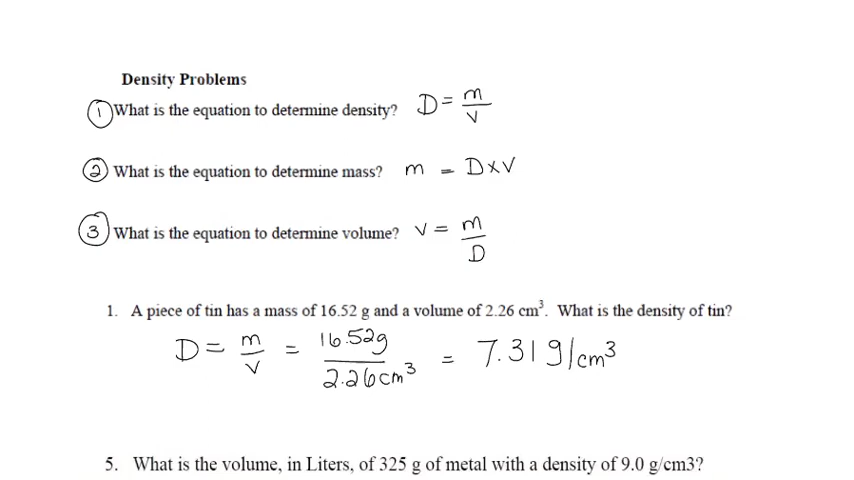 Density Problems
① What is the equation to determine density? D = m/v
② What is the equation to determine mass? m = D×V
③ What is the equation to determine volume? V = m/D
1. A piece of tin has a mass of 16.52 g and a volume of 2.26 cm³. What is the density of tin?
D = m/v = 16.52g/2.26cm³ = 7.31 g/cm³
5. What is the volume, in Liters, of 325 g of metal with a density of 9.0 g/cm3?